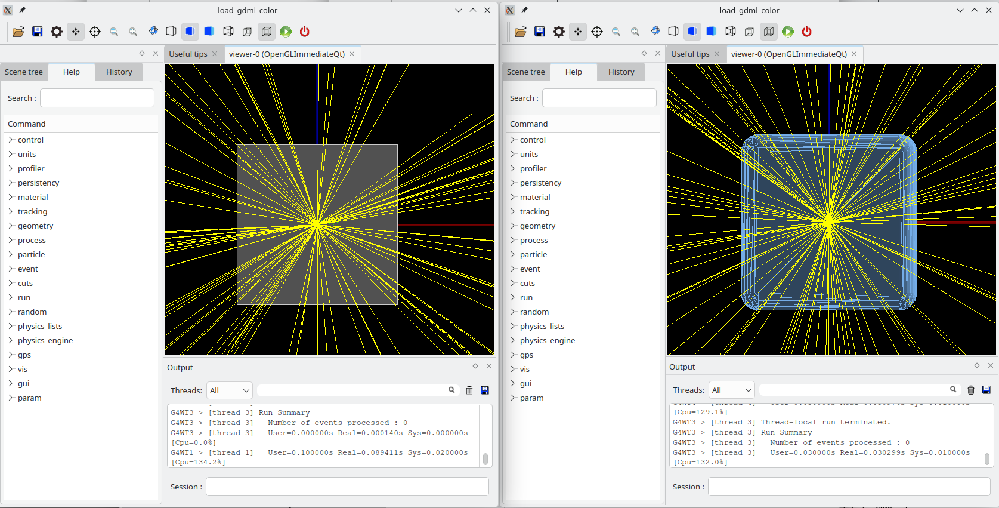 load_gdml_color
Useful tips
viewer-0 (OpenGLImmediateQt)
Scene tree
Help
History
Search :
Command
control
units
profiler
persistency
material
tracking
geometry
process
particle
event
cuts
run
random
physics_lists
physics_engine
gps
vis
gui
param
Output
Threads:
All
G4WT3 > [thread 3] Run Summary
G4WT3 > [thread 3]   Number of events processed : 0
G4WT3 > [thread 3]   User=0.000000s Real=0.000140s Sys=0.000000s
[Cpu=0.0%]
G4WT1 > [thread 1]   User=0.100000s Real=0.089411s Sys=0.020000s
[Cpu=134.2%]
Session :
load_gdml_color
Useful tips
viewer-0 (OpenGLImmediateQt)
Scene tree
Help
History
Search :
Command
control
units
profiler
persistency
material
tracking
geometry
process
particle
event
cuts
run
random
physics_lists
physics_engine
gps
vis
gui
param
Output
Threads:
All
[Cpu=129.1%]
G4WT3 > [thread 3] Thread-local run terminated.
G4WT3 > [thread 3] Run Summary
G4WT3 > [thread 3]   Number of events processed : 0
G4WT3 > [thread 3]   User=0.030000s Real=0.030299s Sys=0.010000s
[Cpu=132.0%]
Session :